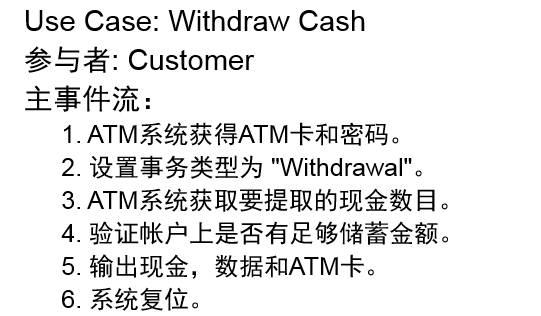 Use Case: Withdraw Cash
参与者: Customer
主事件流：
1. ATM系统获得ATM卡和密码。
2. 设置事务类型为 "Withdrawal"。
3. ATM系统获取要提取的现金数目。
4. 验证帐户上是否有足够储蓄金额。
5. 输出现金，数据和ATM卡。
6. 系统复位。